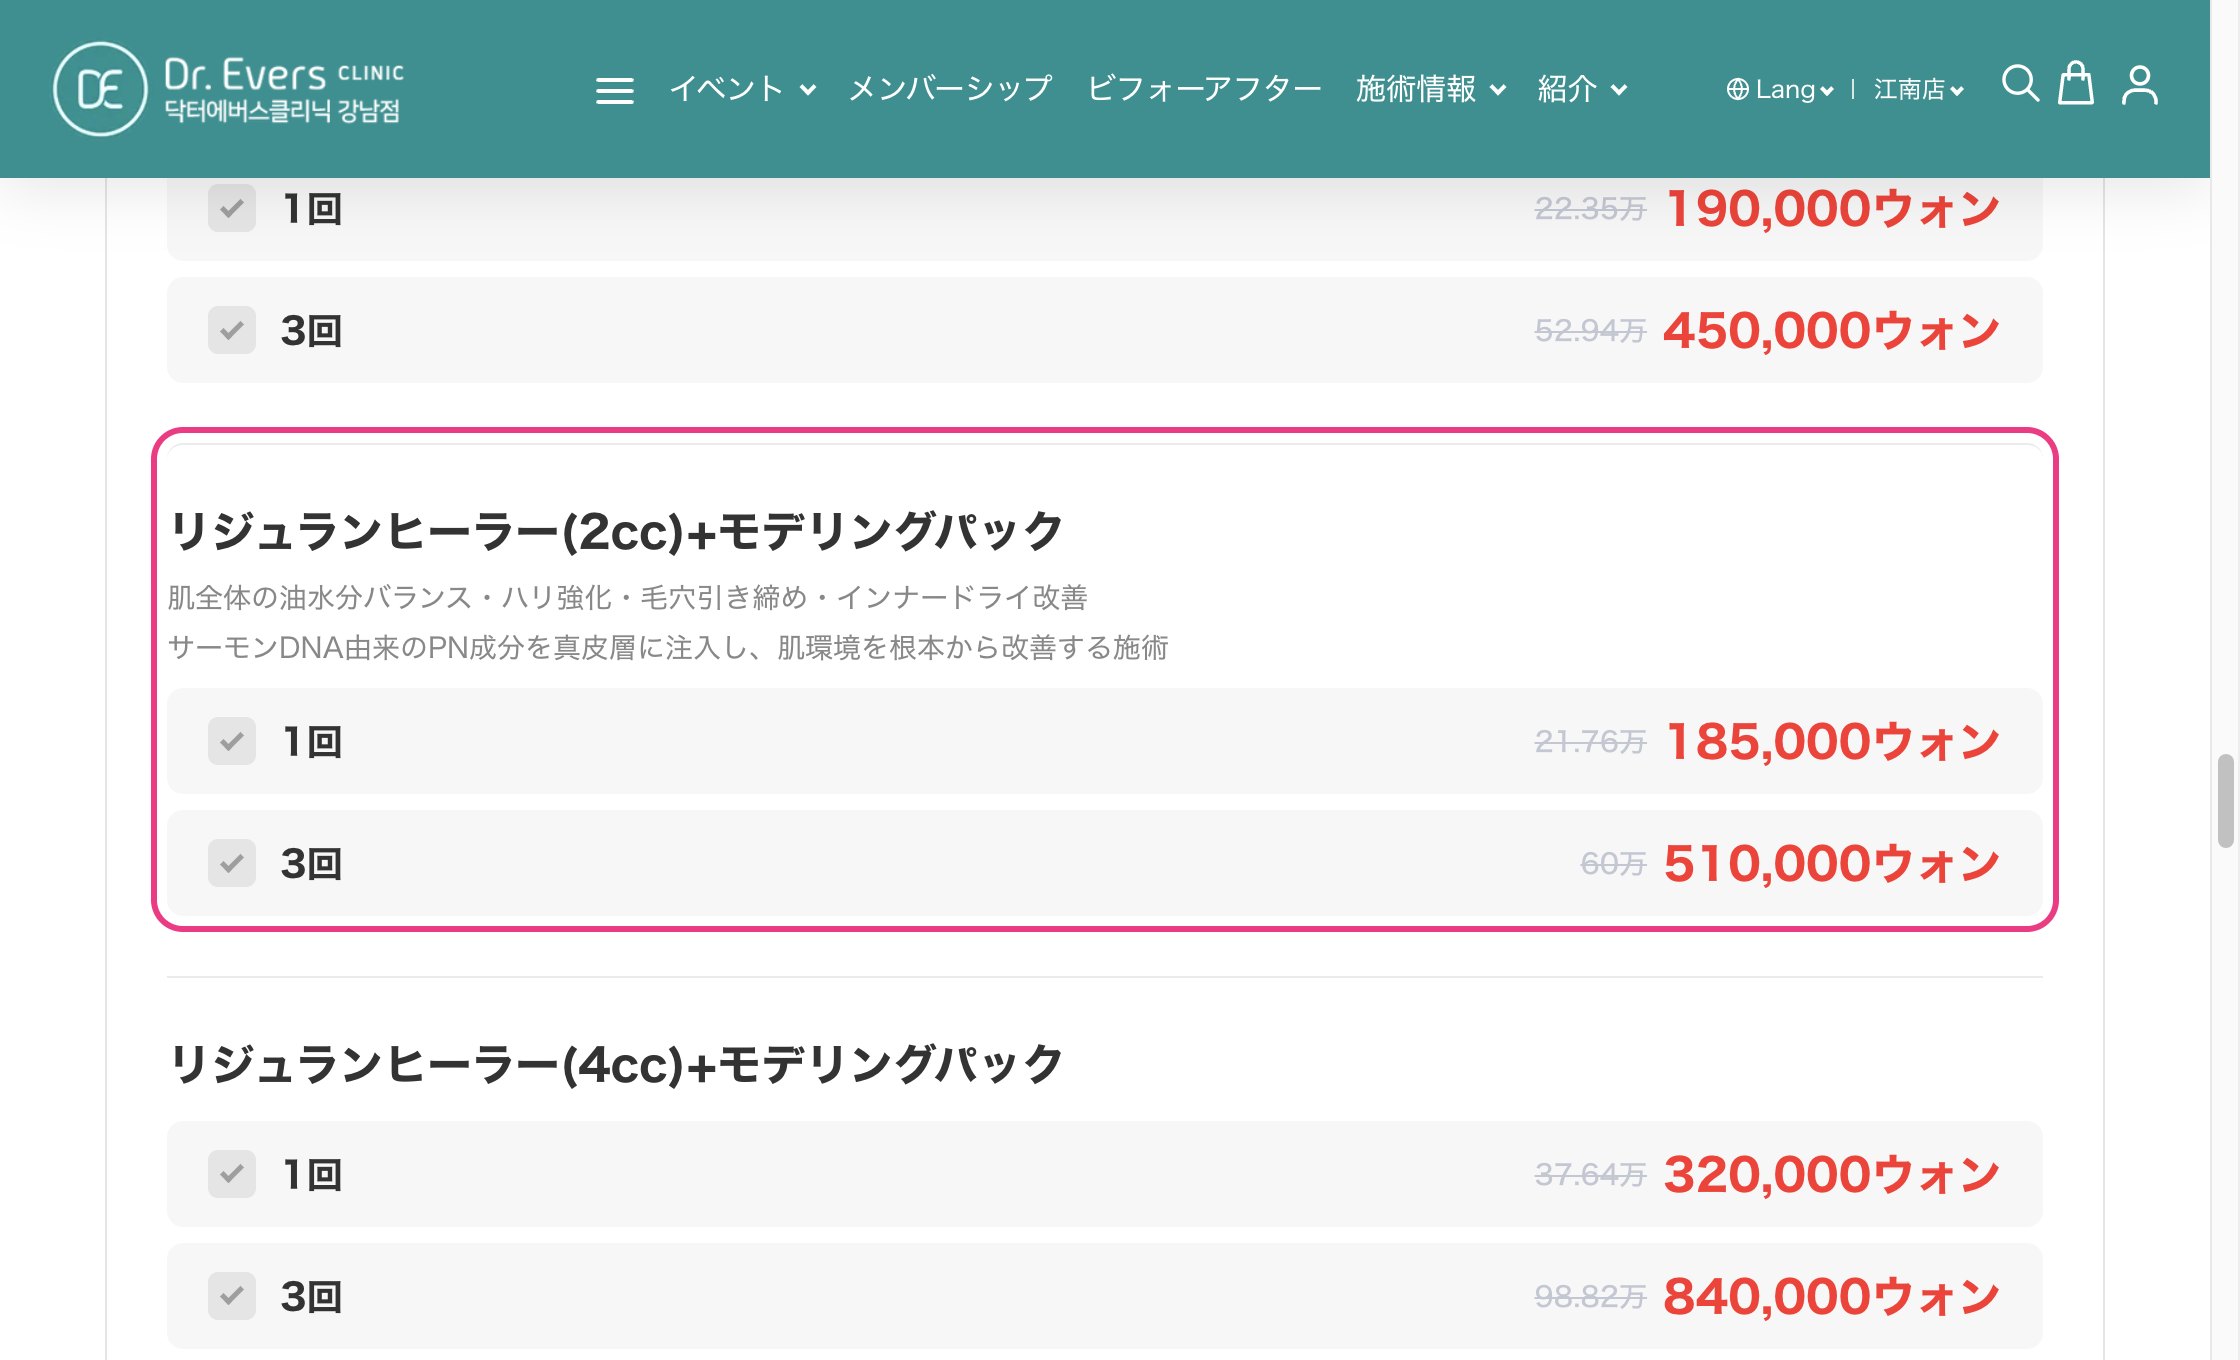 Dr. Evers CLINIC
닥터에버스클리닉 강남점
イベント メンバーシップ ビフォーアフター 施術情報 紹介 Lang | 江南店
1回 22.35万 190,000ウォン
3回 52.94万 450,000ウォン
リジュランヒーラー(2cc)+モデリングパック
肌全体の油水分バランス・ハリ強化・毛穴引き締め・インナードライ改善
サーモンDNA由来のPN成分を真皮層に注入し、肌環境を根本から改善する施術
1回 21.76万 185,000ウォン
3回 60万 510,000ウォン
リジュランヒーラー(4cc)+モデリングパック
1回 37.64万 320,000ウォン
3回 98.82万 840,000ウォン